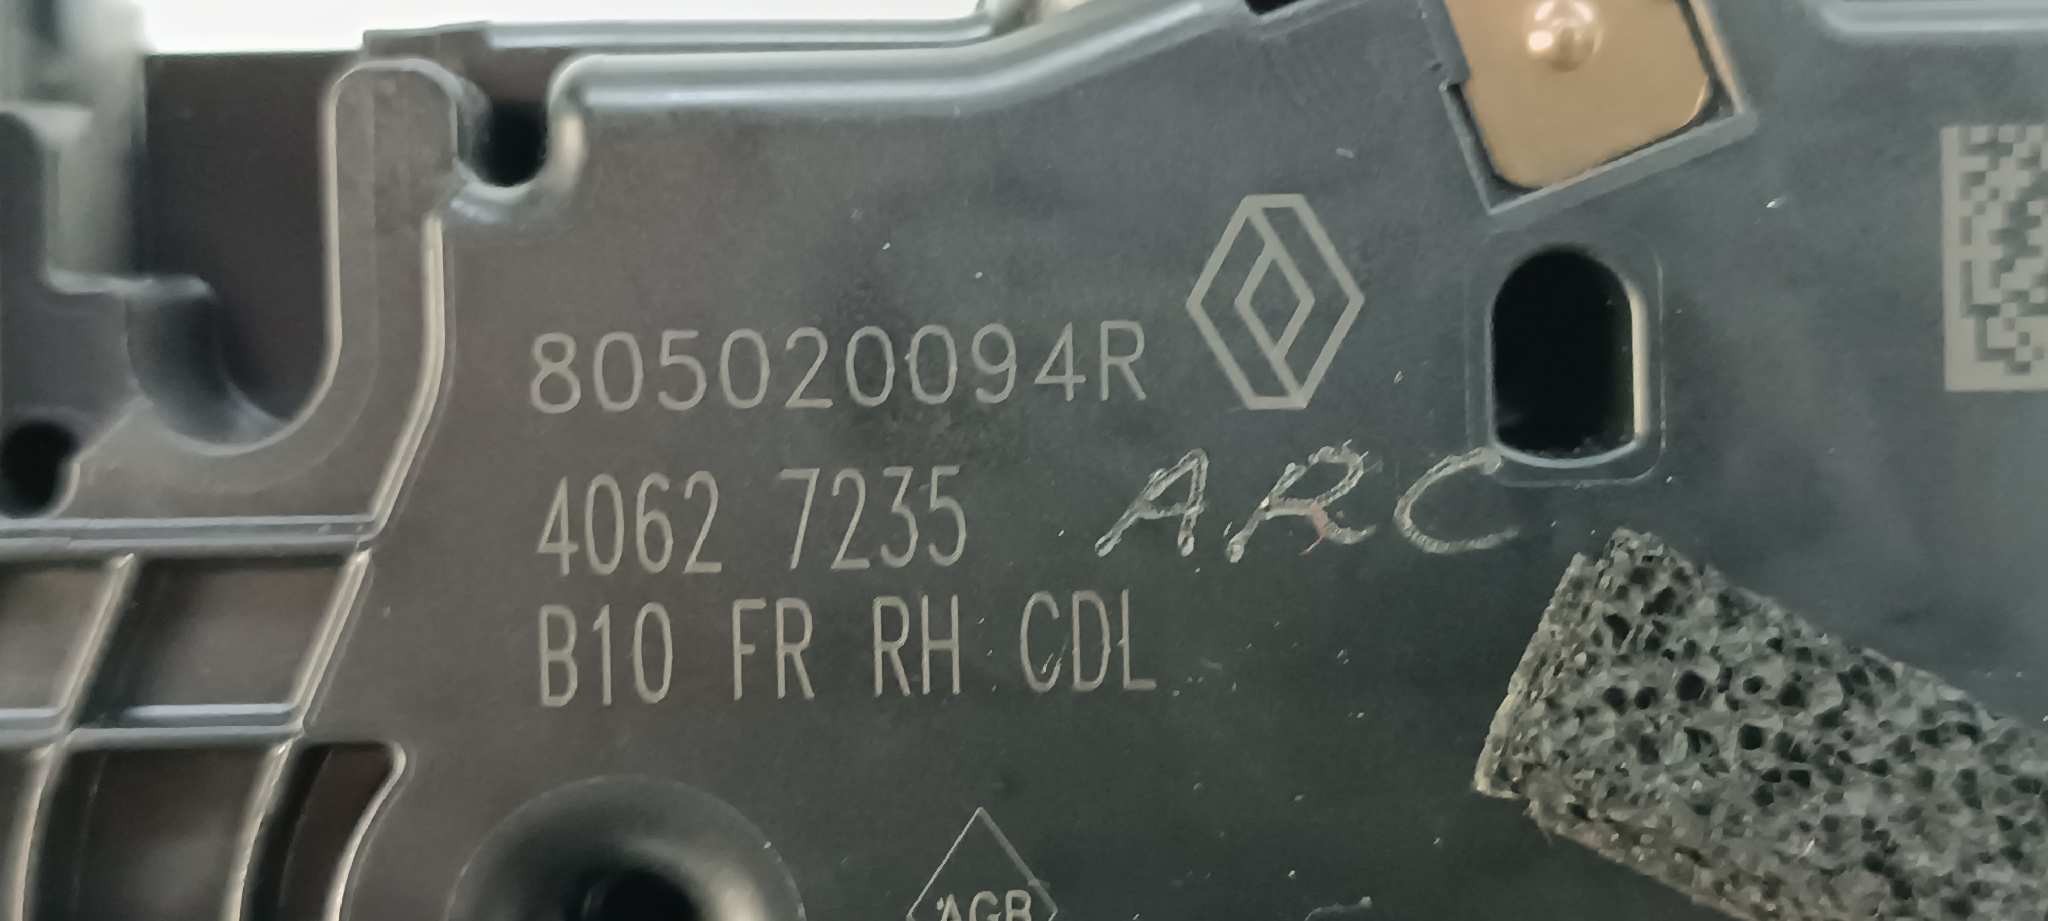 805020094R
4062 7235 ARC
B10 FR RH CDL
AGB